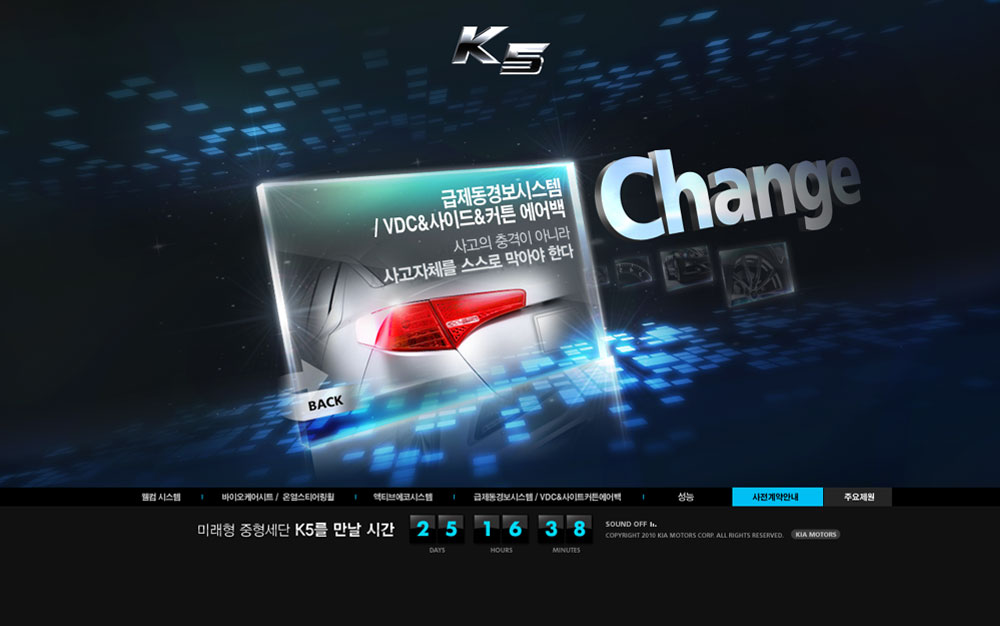 K5
Change
급제동경보시스템
/ VDC&사이드&커튼 에어백
사고의 충격이 아니라
사고자체를 스스로 막아야 한다
BACK
웰컴 시스템
바이오케어시트 / 온열스티어링휠
액티브에코시스템
급제동경보시스템 / VDC&사이드커튼에어백
성능
사전계약안내
주요제원
미래형 중형세단 K5를 만날 시간
25 16 38
DAYS HOURS MINUTES
SOUND OFF
COPYRIGHT 2010 KIA MOTORS CORP. ALL RIGHTS RESERVED.
KIA MOTORS